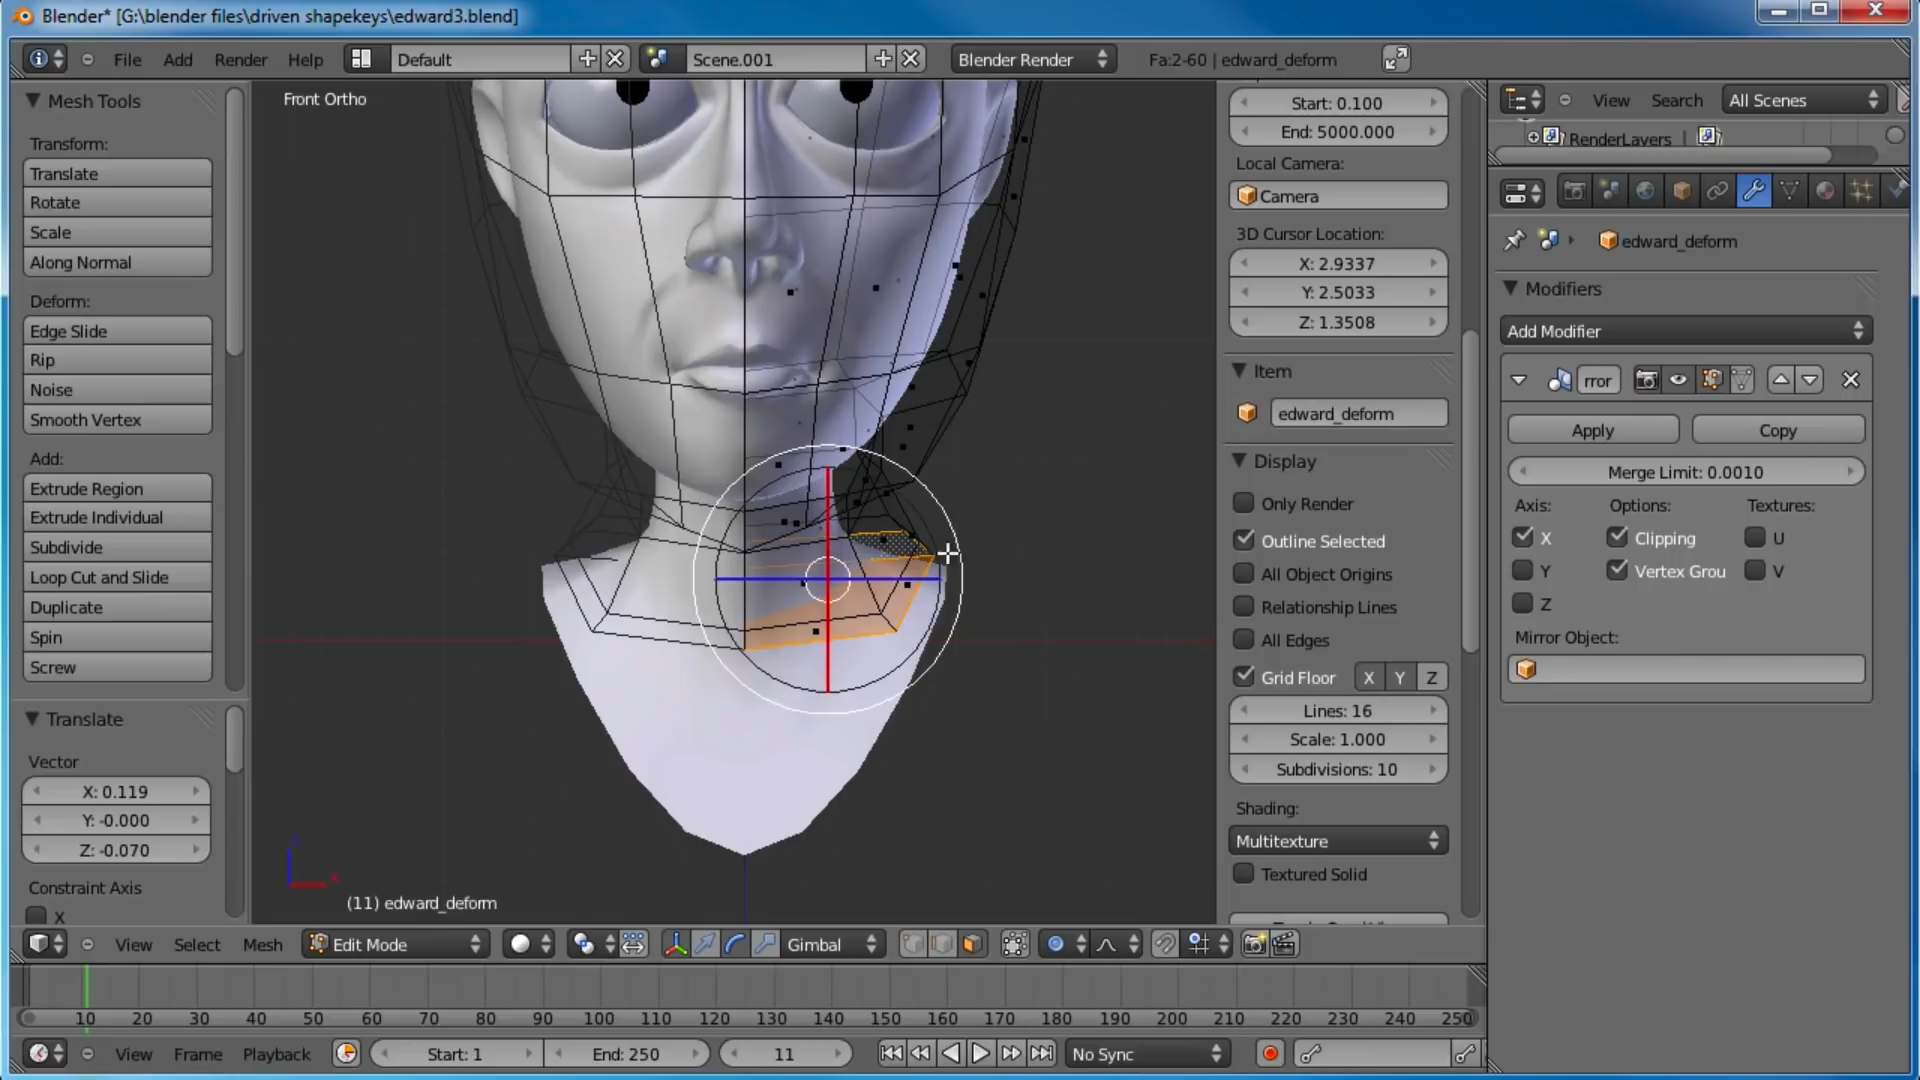 Blender* [G:\blender files\driven shapekeys\edward3.blend]
File Add Render Help Default Scene.001 Blender Render Fa:2-60 | edward_deform
Mesh Tools
Transform:
Translate
Rotate
Scale
Along Normal
Deform:
Edge Slide
Rip
Noise
Smooth Vertex
Add:
Extrude Region
Extrude Individual
Subdivide
Loop Cut and Slide
Duplicate
Spin
Screw
Translate
Vector
X: 0.119
Y: -0.000
Z: -0.070
Constraint Axis
X
Front Ortho
(11) edward_deform
Start: 0.100
End: 5000.000
Local Camera:
Camera
3D Cursor Location:
X: 2.9337
Y: 2.5033
Z: 1.3508
Item
edward_deform
Display
Only Render
Outline Selected
All Object Origins
Relationship Lines
All Edges
Grid Floor X Y Z
Lines: 16
Scale: 1.000
Subdivisions: 10
Shading:
Multitexture
Textured Solid
View Search All Scenes
RenderLayers |
edward_deform
Modifiers
Add Modifier
rror
Apply Copy
Merge Limit: 0.0010
Axis: Options: Textures:
X Clipping U
Y Vertex Grou V
Z
Mirror Object:
View Select Mesh Edit Mode Gimbal
10 20 30 40 50 60 70 80 90 100 110 120 130 140 150 160 170 180 190 200 210 220 230 240 250
View Frame Playback Start: 1 End: 250 11 No Sync